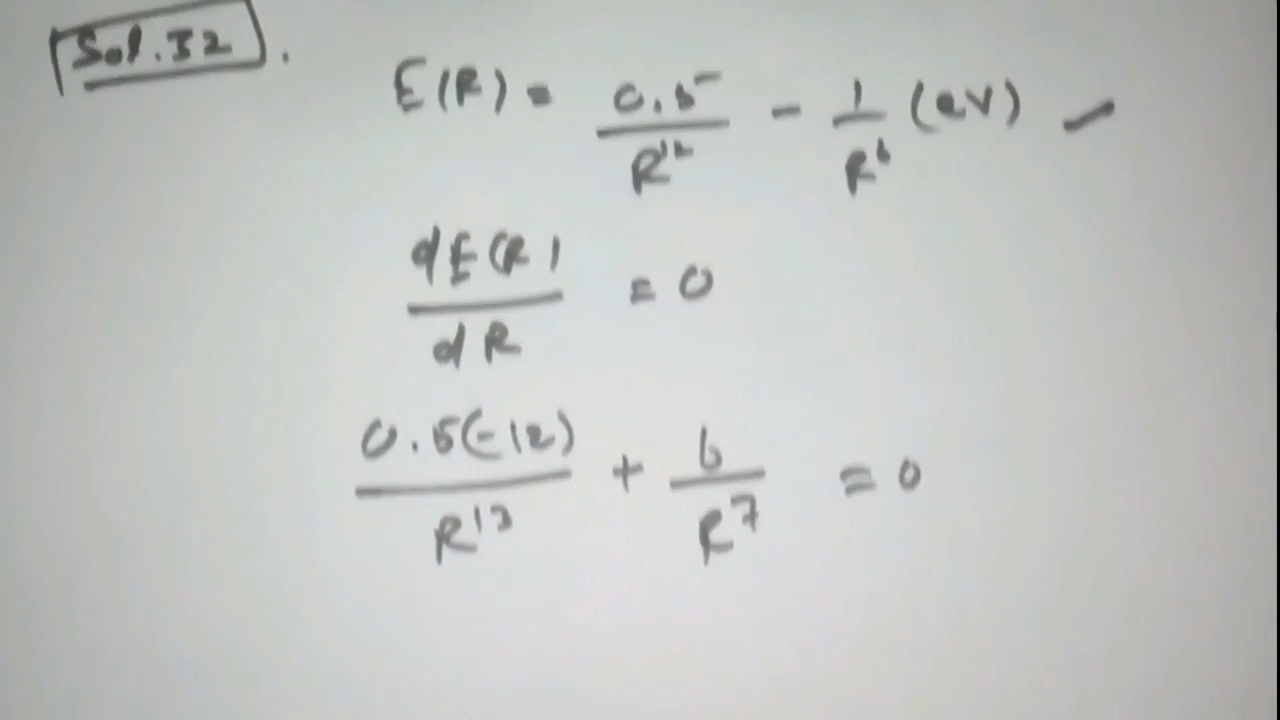 Sol. 32.
E(R) = 0.5/R¹² - 1/R⁶ (eV)
dE(R)/dR = 0
0.5(-12)/R¹³ + 6/R⁷ = 0